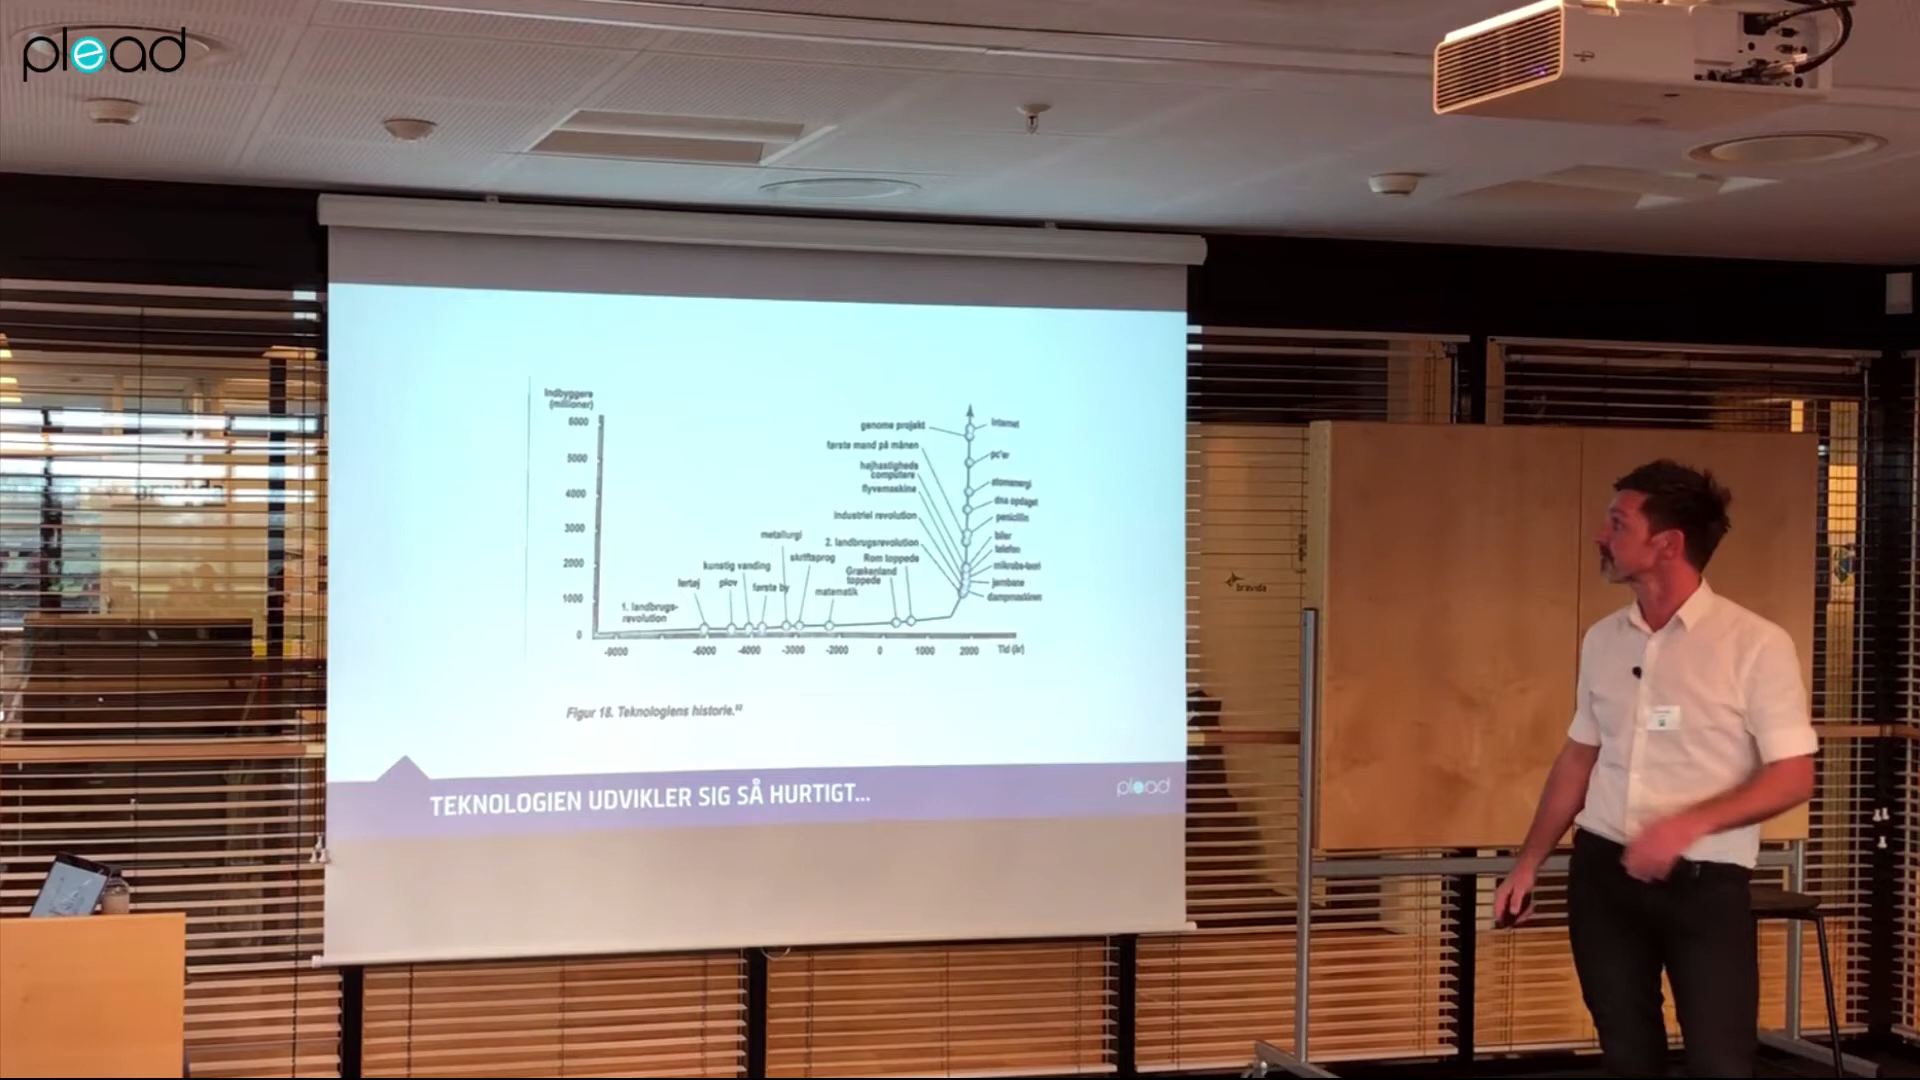 plead
Indbyggere
(millioner)
6000
5000
4000
3000
2000
1000
0
genome projekt
første mand på månen
højhastigheds
computere
flyvemaskine
industriel revolution
2. landbrugsrevolution
Rom toppede
Grækenland
toppede
metallurgi
skriftsprog
kunstig vanding
lertøj
plov
første by
matematik
1. landbrugs-
revolution
internet
pc'er
atomenergi
dna opdaget
penicillin
biler
telefon
mikrobe-teori
jernbane
dampmaskinen
-9000
-6000
-4000
-3000
-2000
0
1000
2000
Tid (år)
Figur 18. Teknologiens historie.
TEKNOLOGIEN UDVIKLER SIG SÅ HURTIGT...
plead
bravida
Bravida